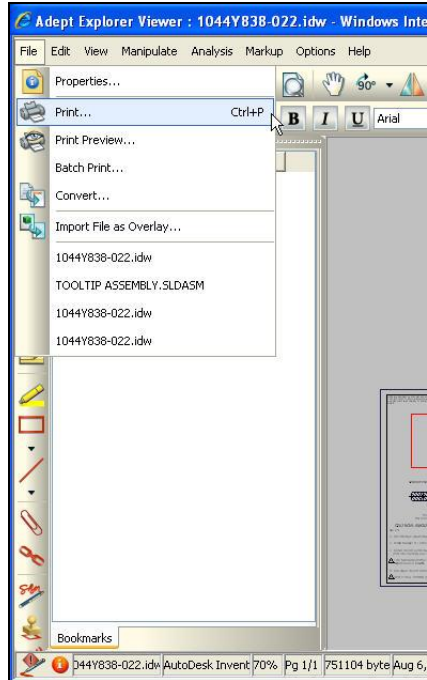 Adept Explorer Viewer : 1044Y838-022.idw - Windows Inte
File Edit View Manipulate Analysis Markup Options Help
Properties...
90°
Print... Ctrl+P
B I U Arial
Print Preview...
Batch Print...
Convert...
Import File as Overlay...
1044Y838-022.idw
TOOLTIP ASSEMBLY.SLDASM
1044Y838-022.idw
1044Y838-022.idw
Bookmarks
044Y838-022.idw AutoDesk Invent 70% Pg 1/1 751104 byte Aug 6,